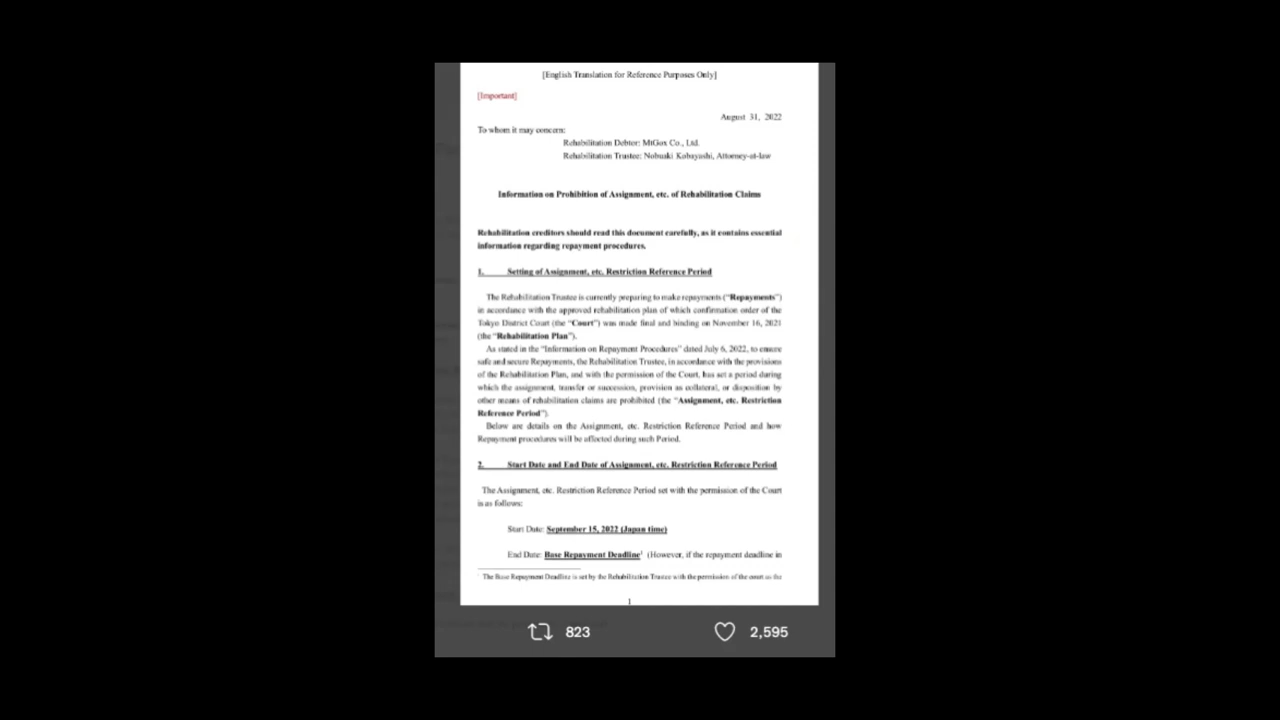 [English Translation for Reference Purposes Only]
[Important]
August 31, 2022
To whom it may concern:
Rehabilitation Debtor: MtGox Co., Ltd.
Rehabilitation Trustee: Nobuaki Kobayashi, Attorney-at-law
Information on Prohibition of Assignment, etc. of Rehabilitation Claims
Rehabilitation creditors should read this document carefully, as it contains essential
information regarding repayment procedures.
1. Setting of Assignment, etc. Restriction Reference Period
The Rehabilitation Trustee is currently preparing to make repayments (“Repayments”)
in accordance with the approved rehabilitation plan of which confirmation order of the
Tokyo District Court (the “Court”) was made final and binding on November 16, 2021
(the “Rehabilitation Plan”).
As stated in the “Information on Repayment Procedures” dated July 6, 2022, to ensure
safe and secure Repayments, the Rehabilitation Trustee, in accordance with the provisions
of the Rehabilitation Plan, and with the permission of the Court, has set a period during
which the assignment, transfer or succession, provision as collateral, or disposition by
other means of rehabilitation claims are prohibited (the “Assignment, etc. Restriction
Reference Period”).
Below are details on the Assignment, etc. Restriction Reference Period and how
Repayment procedures will be affected during such Period.
2. Start Date and End Date of Assignment, etc. Restriction Reference Period
The Assignment, etc. Restriction Reference Period set with the permission of the Court
is as follows:
Start Date: September 15, 2022 (Japan time)
End Date: Base Repayment Deadline¹ (However, if the repayment deadline in
¹ The Base Repayment Deadline is set by the Rehabilitation Trustee with the permission of the court as the
1
823 2,595